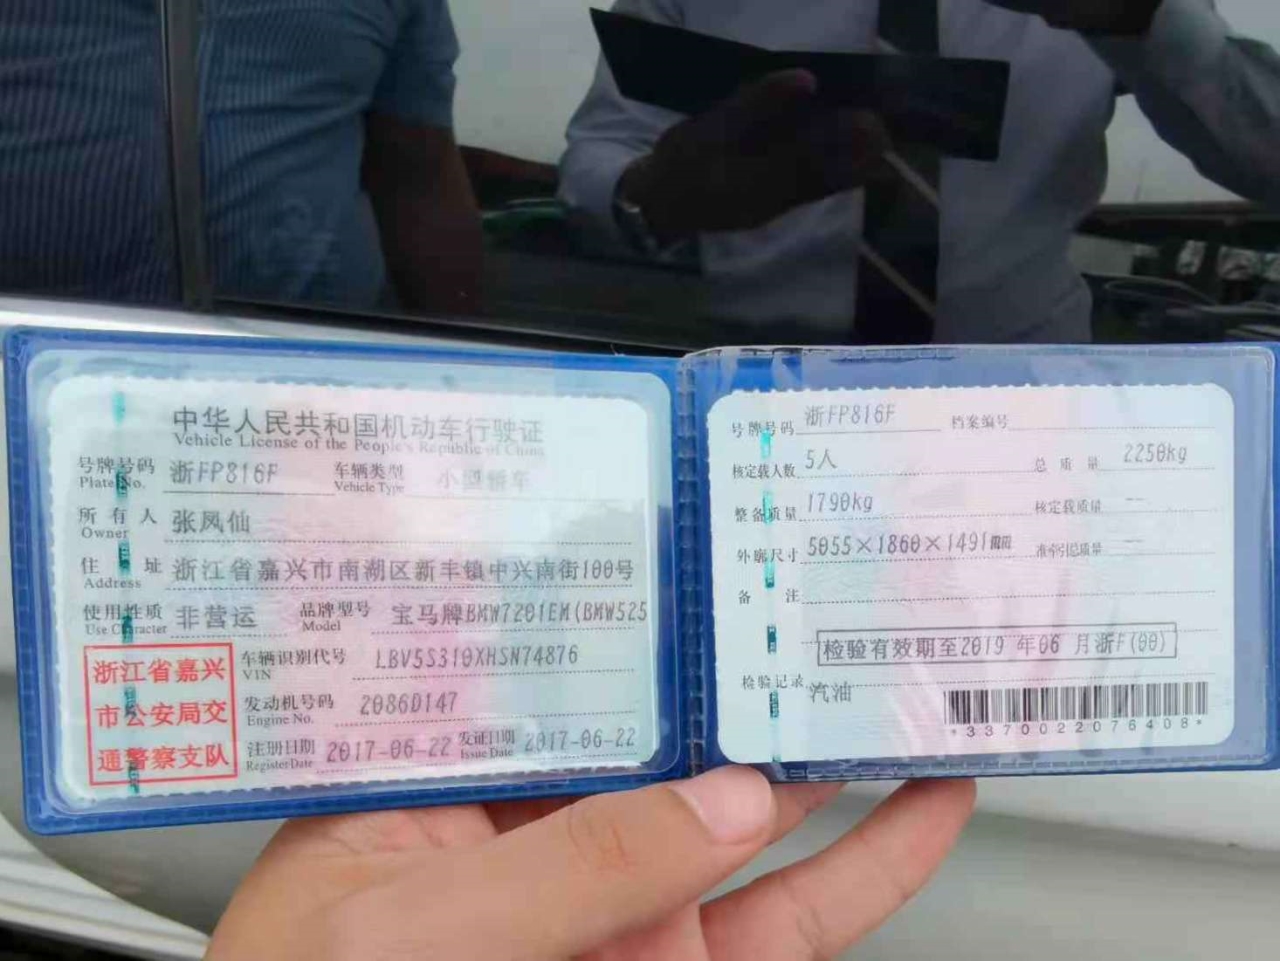 中华人民共和国机动车行驶证
Vehicle License of the People's Republic of China
号牌号码 浙FP816F 车辆类型 小型轿车
Plate No. Vehicle Type
所有人 张凤仙
Owner
住址 浙江省嘉兴市南湖区新丰镇中兴南街100号
Address
使用性质 非营运 品牌型号 宝马牌BMW7201EM(BMW525
Use Character Model
浙江省嘉兴
市公安局交
通警察支队
车辆识别代号 LBV5S310XHSN74876
VIN
发动机号码 2086D147
Engine No.
注册日期 2017-06-22 发证日期 2017-06-22
Register Date Issue Date
号牌号码 浙FP816F 档案编号
核定载人数 5人 总质量 2250kg
整备质量 1790kg 核定载质量 --
外廓尺寸 5055×1860×1491 准牵引总质量 --
备注
检验有效期至2019年06月浙F(00)
检验记录 汽油
*3370022076408*